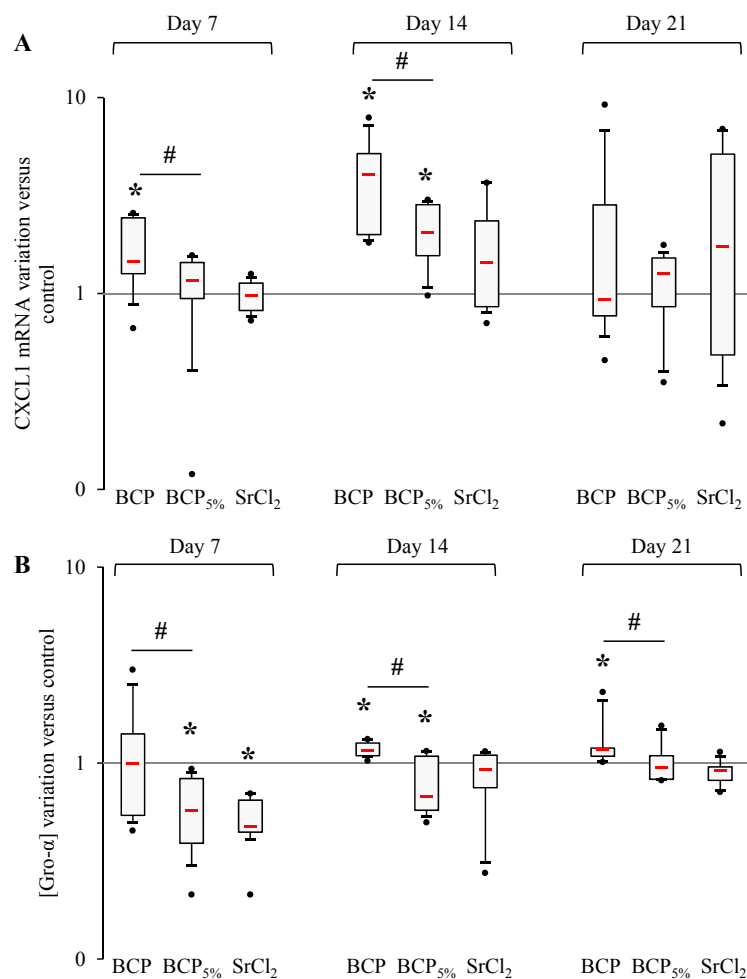 Day 7 Day 14 Day 21
A
# #
* * *
10
1
0
CXCL1 mRNA variation versus
control
BCP BCP5% SrCl2 BCP BCP5% SrCl2 BCP BCP5% SrCl2
Day 7 Day 14 Day 21
B
10
1
0
# # #
* * * * *
[Gro-α] variation versus control
BCP BCP5% SrCl2 BCP BCP5% SrCl2 BCP BCP5% SrCl2